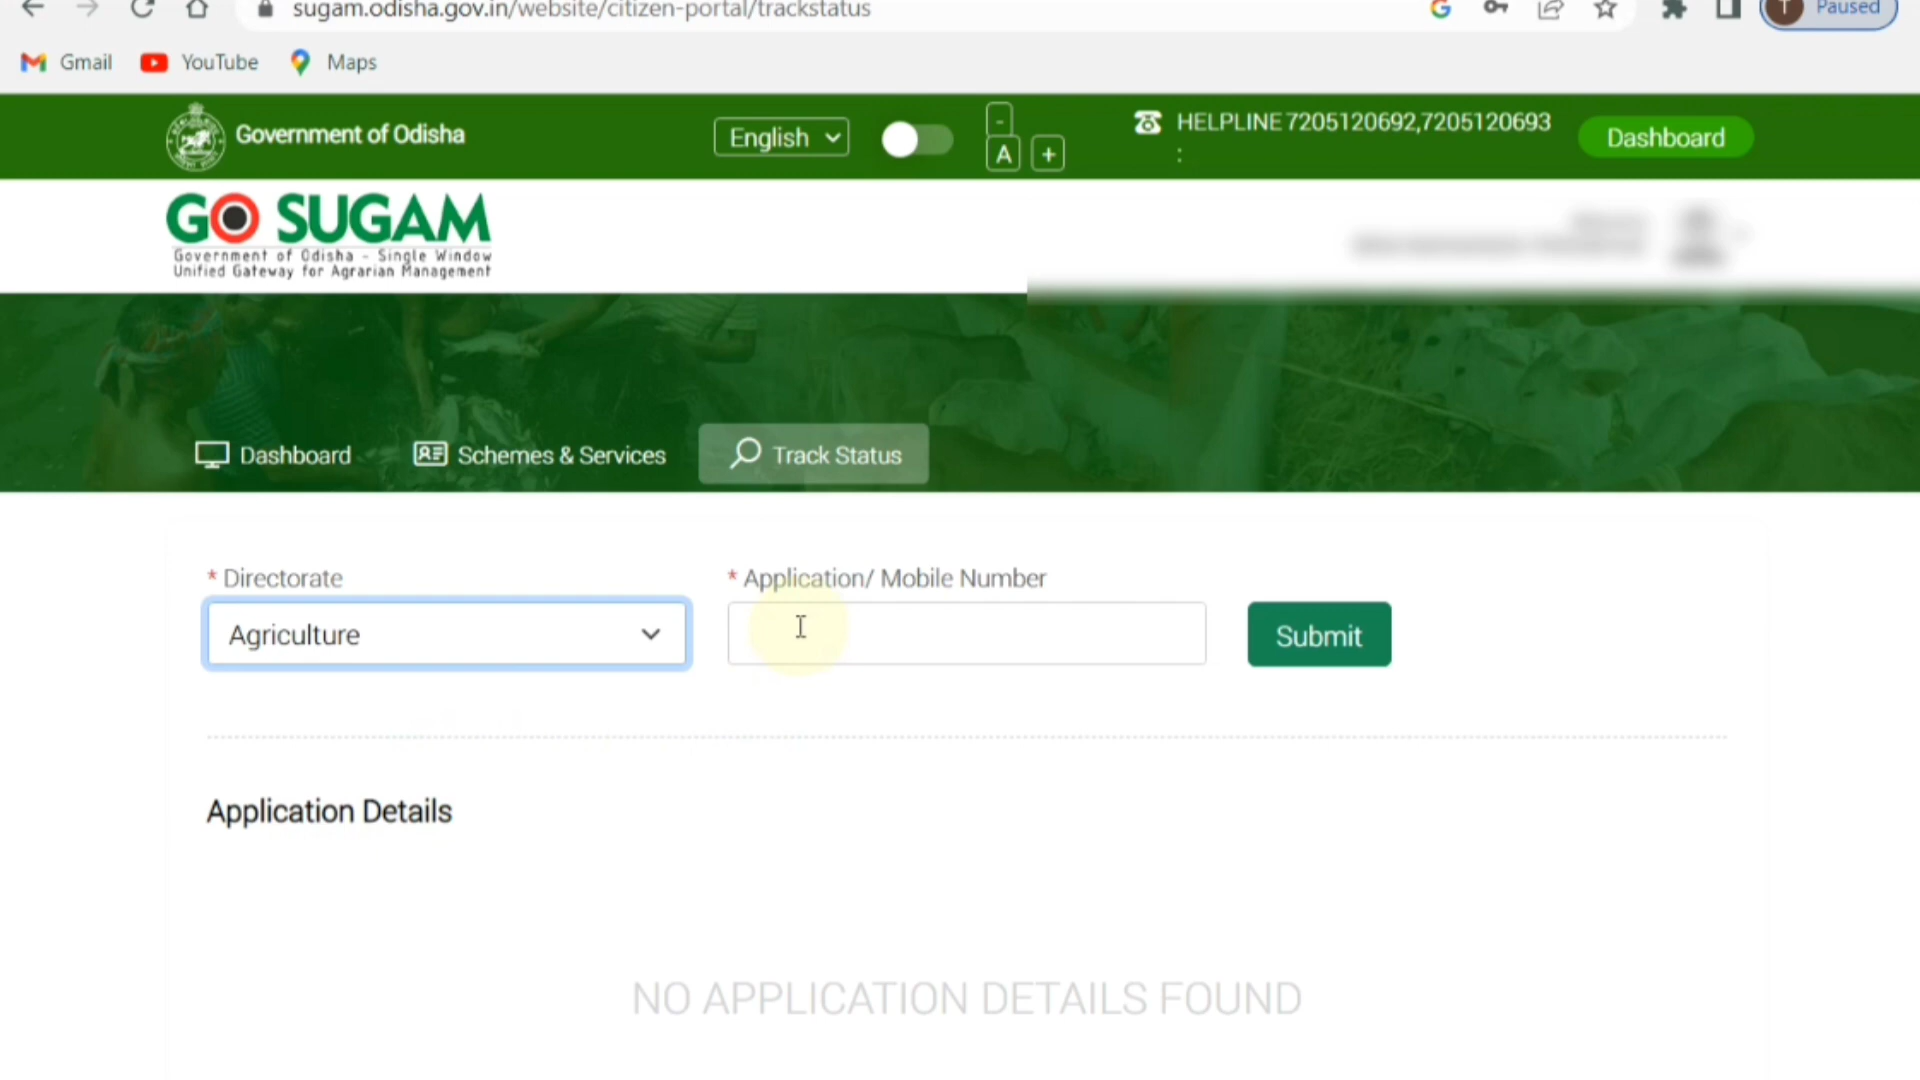 sugam.odisha.gov.in/website/citizen-portal/trackstatus
T Paused
Gmail YouTube Maps
Government of Odisha
English
-
A +
HELPLINE 7205120692,7205120693
:
Dashboard
GO SUGAM
Government of Odisha - Single Window
Unified Gateway for Agrarian Management
Dashboard Schemes & Services Track Status
* Directorate
* Application/ Mobile Number
Agriculture
Submit
Application Details
NO APPLICATION DETAILS FOUND